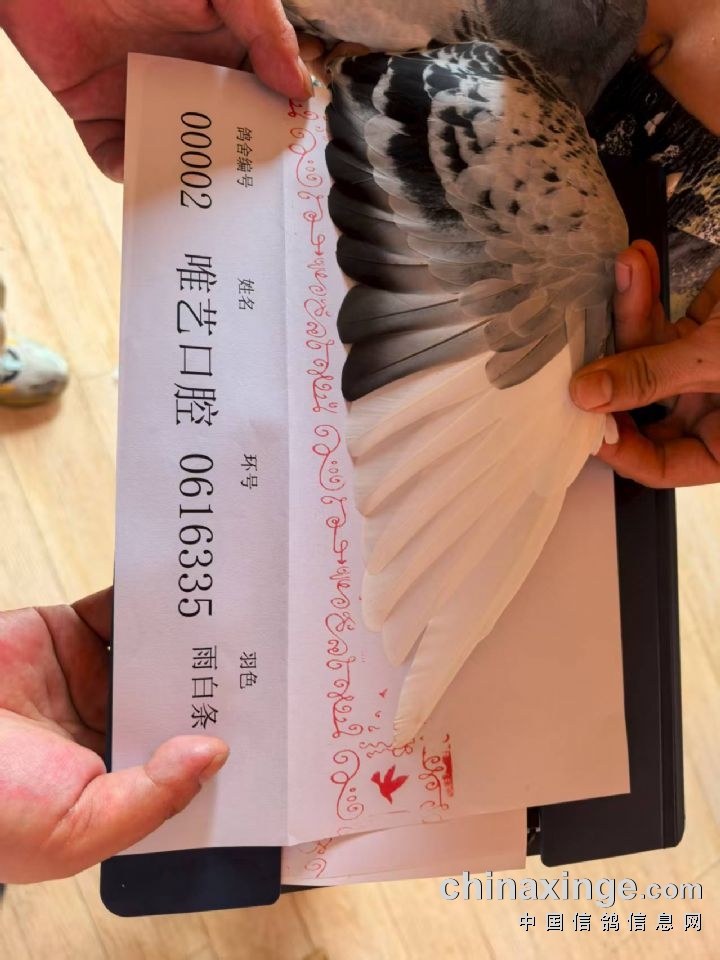 鸽舍编号 姓名 环号 羽色
00002 唯艺口腔 0616335 雨白条
chinaxinge.com
中国信鸽信息网